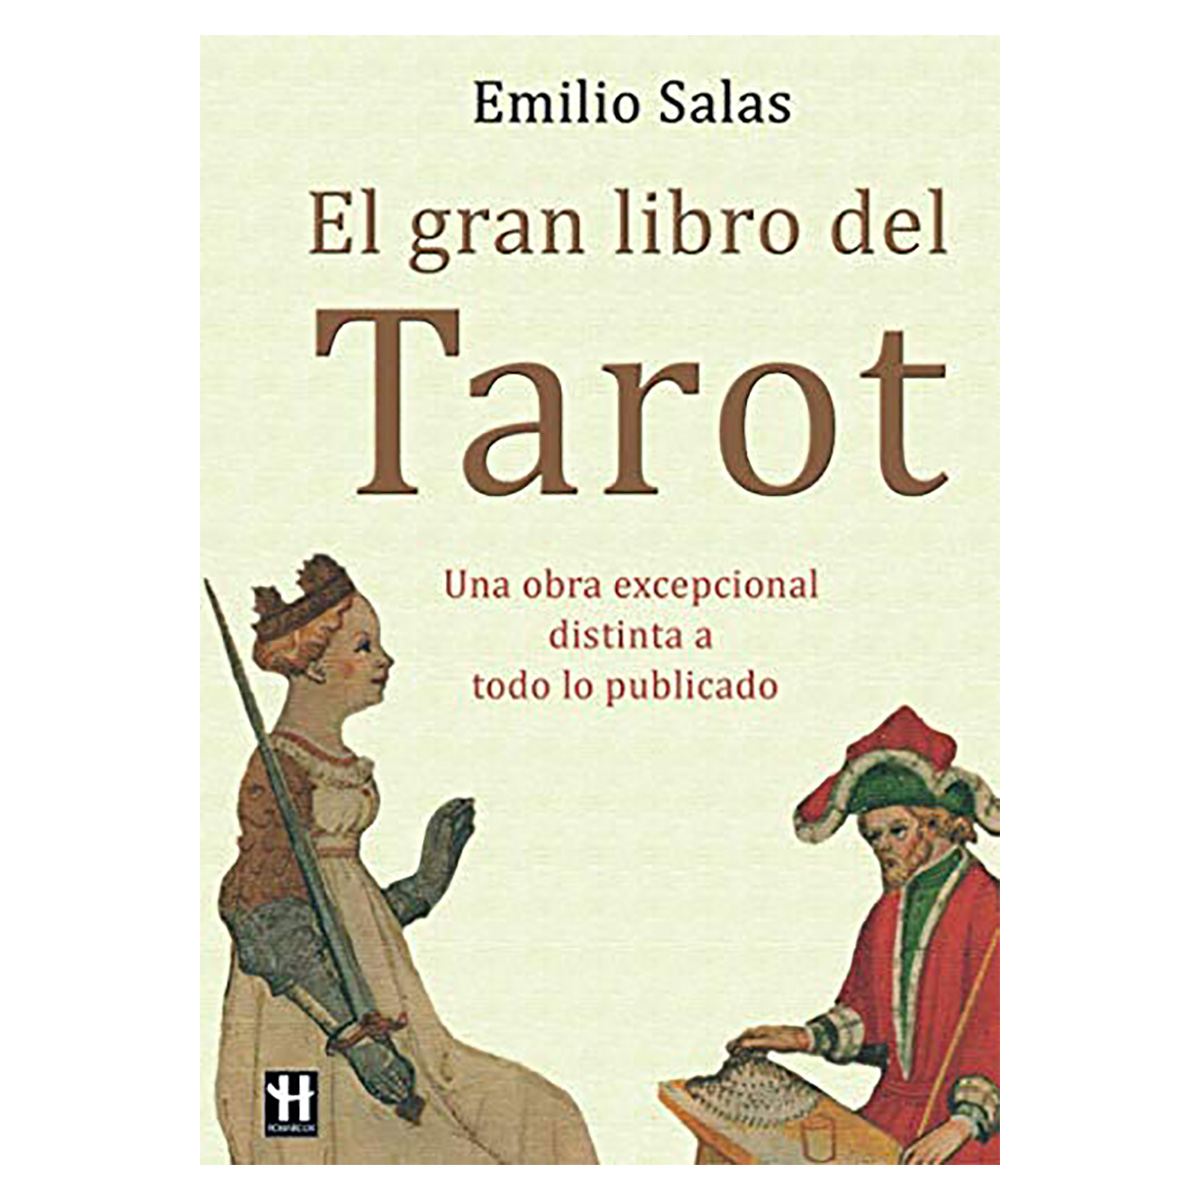 Emilio Salas
El gran libro del
Tarot
Una obra excepcional
distinta a
todo lo publicado
H